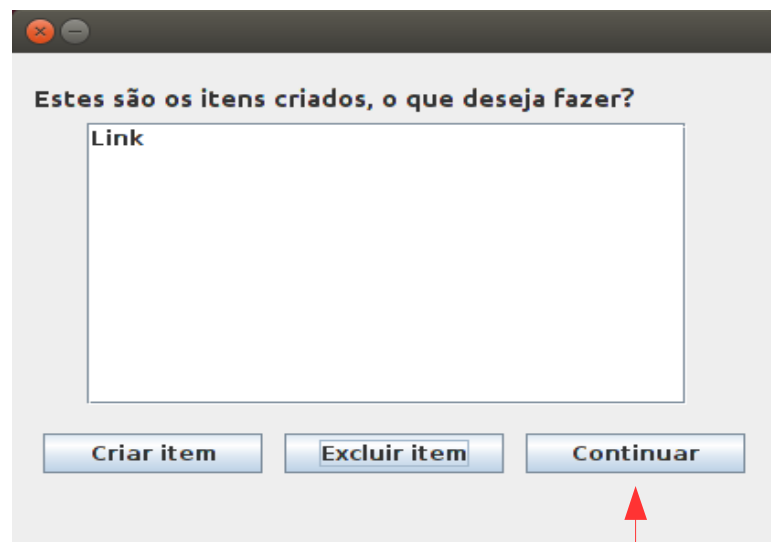 Estes são os itens criados, o que deseja fazer?
Link
Criar item
Excluir item
Continuar